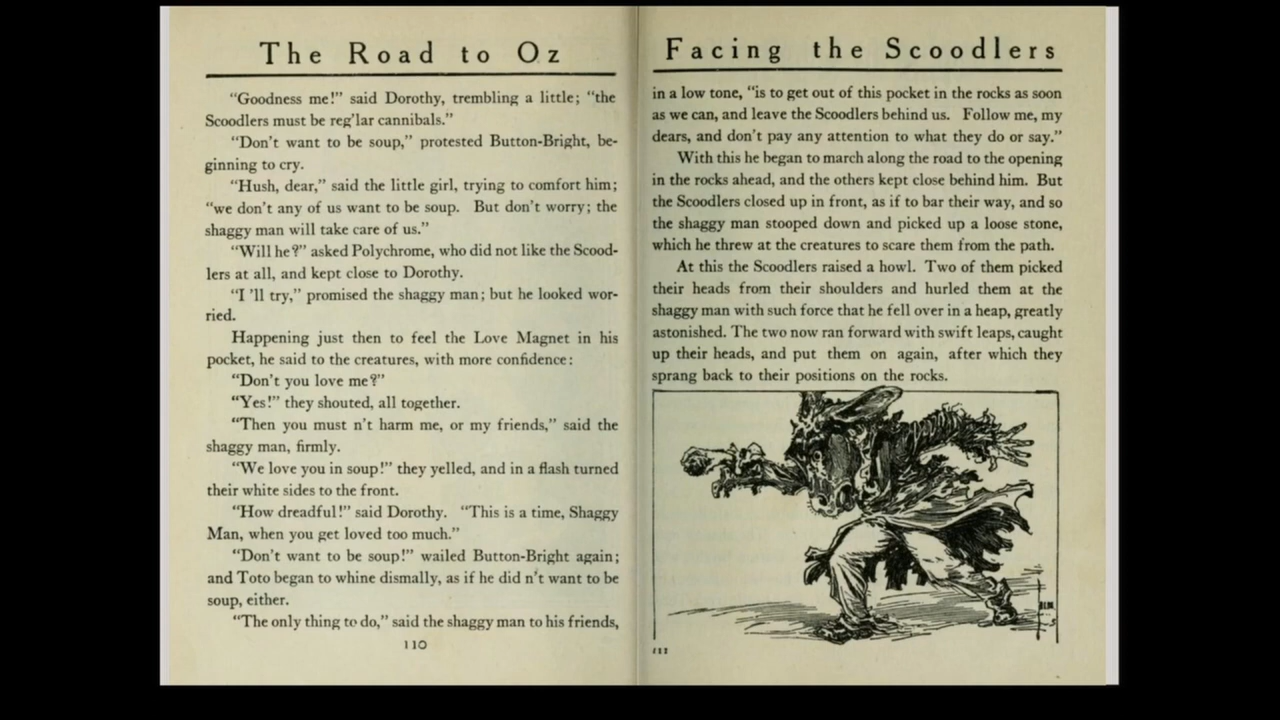 The Road to Oz
“Goodness me!” said Dorothy, trembling a little; “the
Scoodlers must be reg’lar cannibals.”
“Don’t want to be soup,” protested Button-Bright, be-
ginning to cry.
“Hush, dear,” said the little girl, trying to comfort him;
“we don’t any of us want to be soup. But don’t worry; the
shaggy man will take care of us.”
“Will he?” asked Polychrome, who did not like the Scood-
lers at all, and kept close to Dorothy.
“I ’ll try,” promised the shaggy man; but he looked wor-
ried.
Happening just then to feel the Love Magnet in his
pocket, he said to the creatures, with more confidence:
“Don’t you love me?”
“Yes!” they shouted, all together.
“Then you must n’t harm me, or my friends,” said the
shaggy man, firmly.
“We love you in soup!” they yelled, and in a flash turned
their white sides to the front.
“How dreadful!” said Dorothy. “This is a time, Shaggy
Man, when you get loved too much.”
“Don’t want to be soup!” wailed Button-Bright again;
and Toto began to whine dismally, as if he did n’t want to be
soup, either.
“The only thing to do,” said the shaggy man to his friends,
110
Facing the Scoodlers
in a low tone, “is to get out of this pocket in the rocks as soon
as we can, and leave the Scoodlers behind us. Follow me, my
dears, and don’t pay any attention to what they do or say.”
With this he began to march along the road to the opening
in the rocks ahead, and the others kept close behind him. But
the Scoodlers closed up in front, as if to bar their way, and so
the shaggy man stooped down and picked up a loose stone,
which he threw at the creatures to scare them from the path.
At this the Scoodlers raised a howl. Two of them picked
their heads from their shoulders and hurled them at the
shaggy man with such force that he fell over in a heap, greatly
astonished. The two now ran forward with swift leaps, caught
up their heads, and put them on again, after which they
sprang back to their positions on the rocks.
111